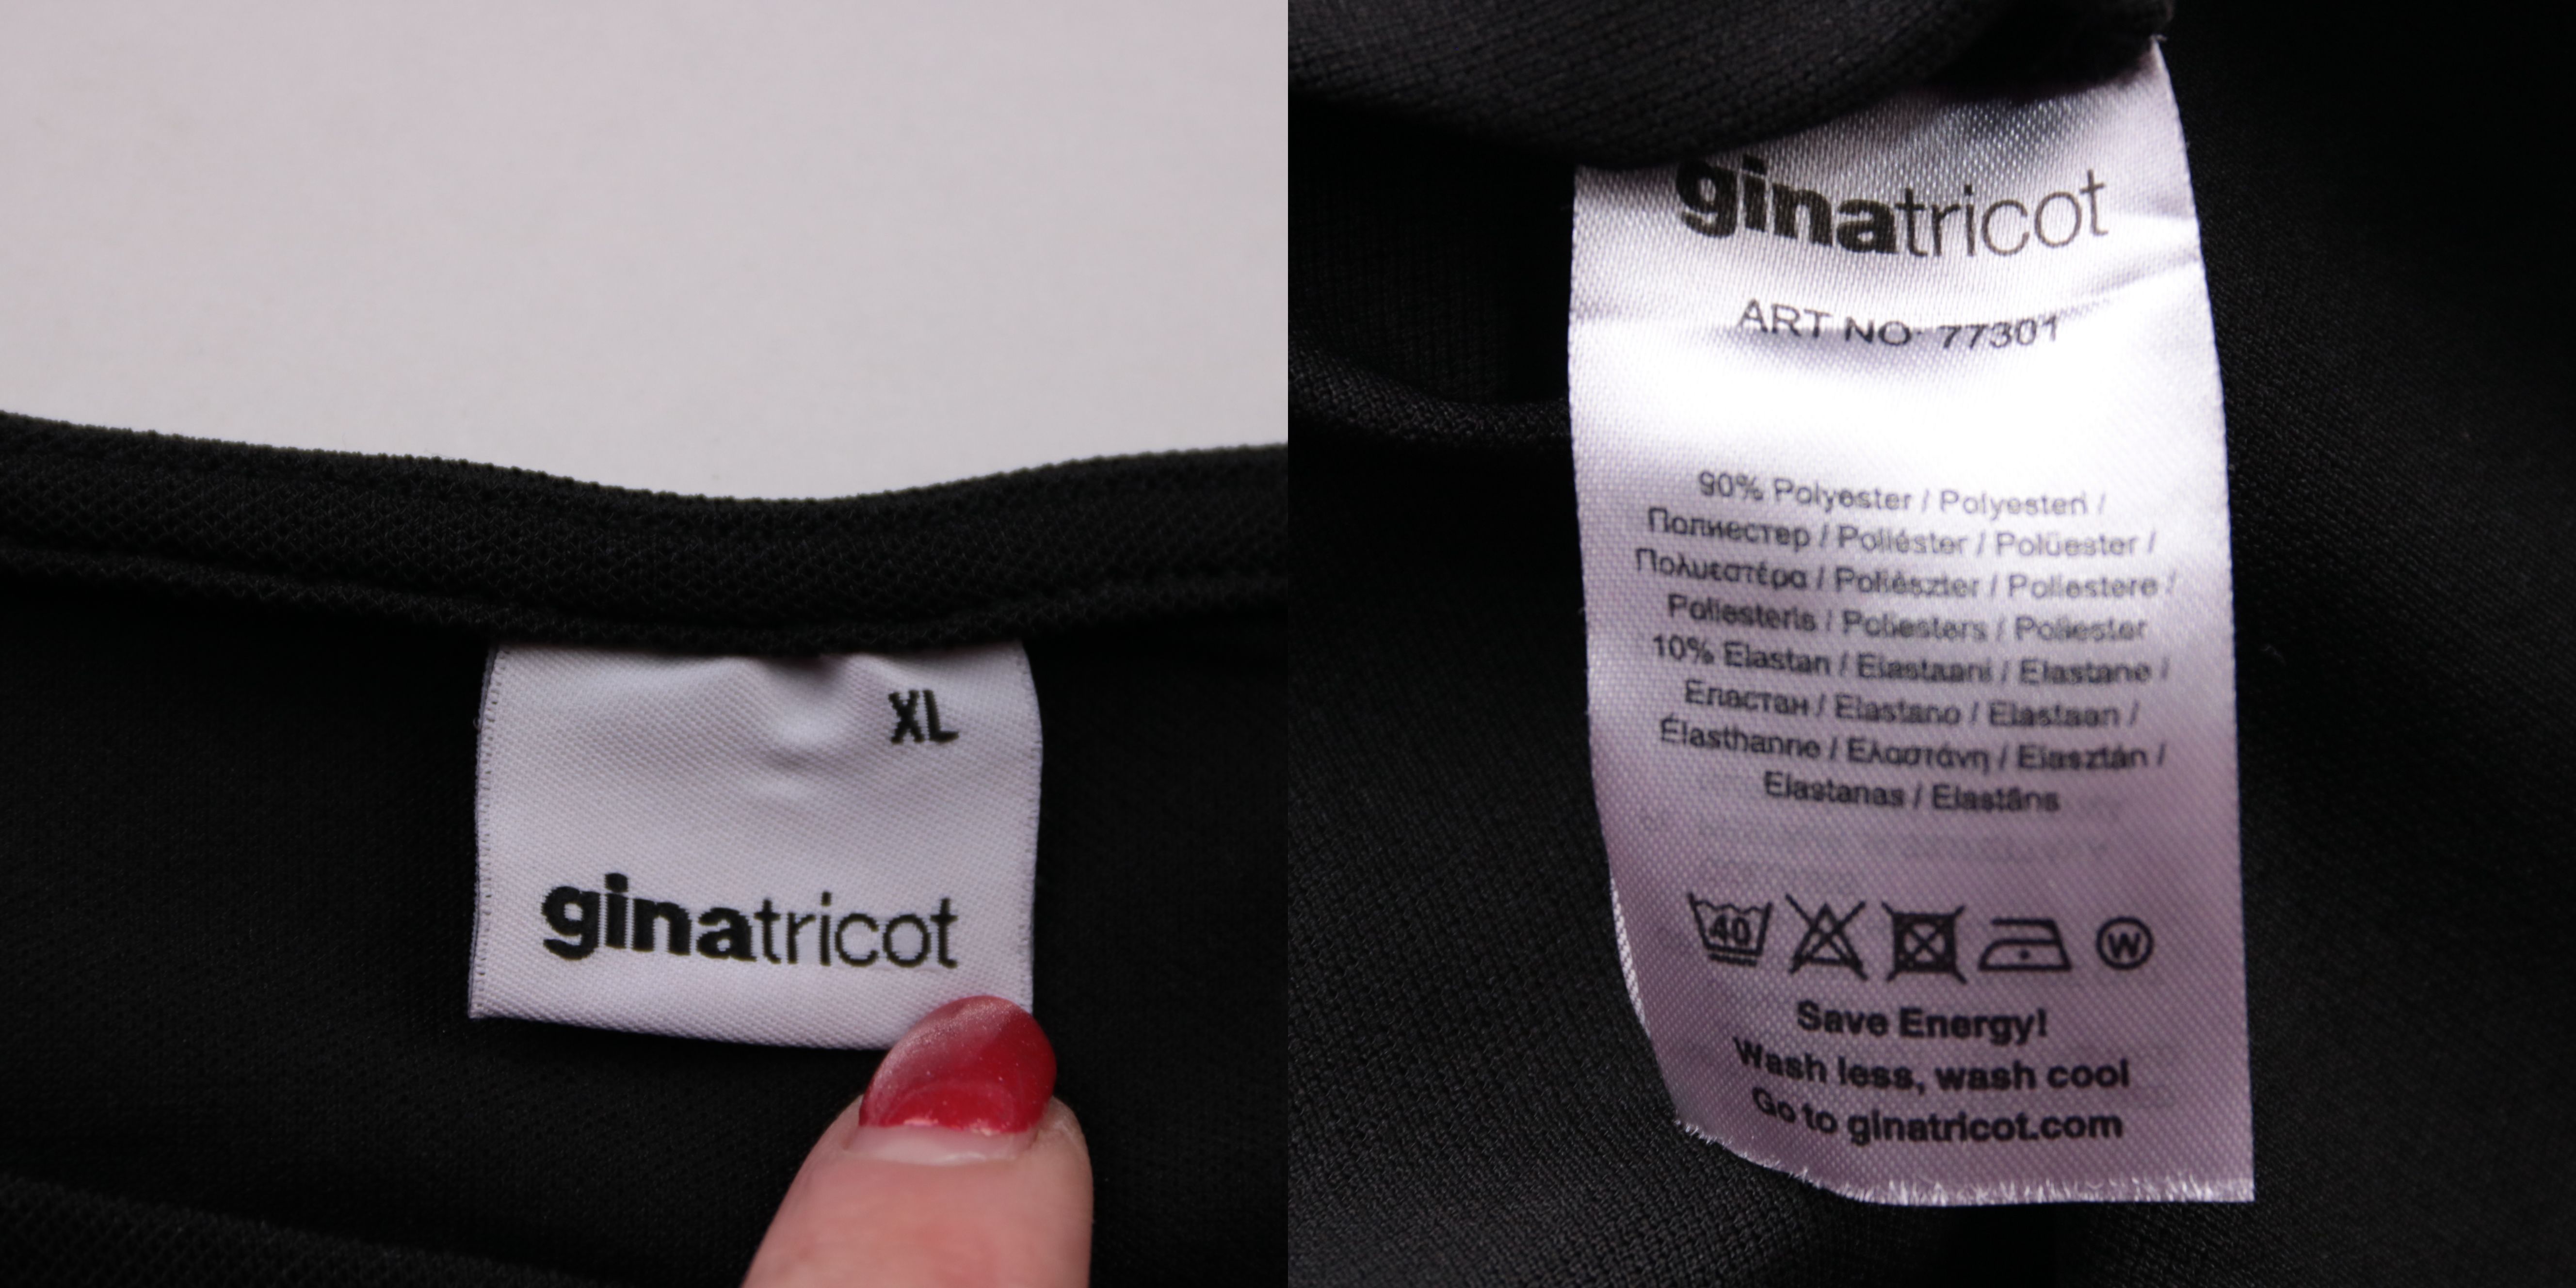 XL
ginatricot
ginatricot
ART NO· 77301
90% Polyester / Polyesteri /
Полиестер / Poliéster / Polüester /
Πολυεστέρα / Poliészter / Poliestere /
Poliesteris / Poliesters / Poliester
10% Elastan / Elastaani / Elastane /
Еластан / Elastano / Elastaan /
Élasthanne / Ελαστάνη / Elasztán /
Elastanas / Elastāns
40
W
Save Energy!
Wash less, wash cool
Go to ginatricot.com